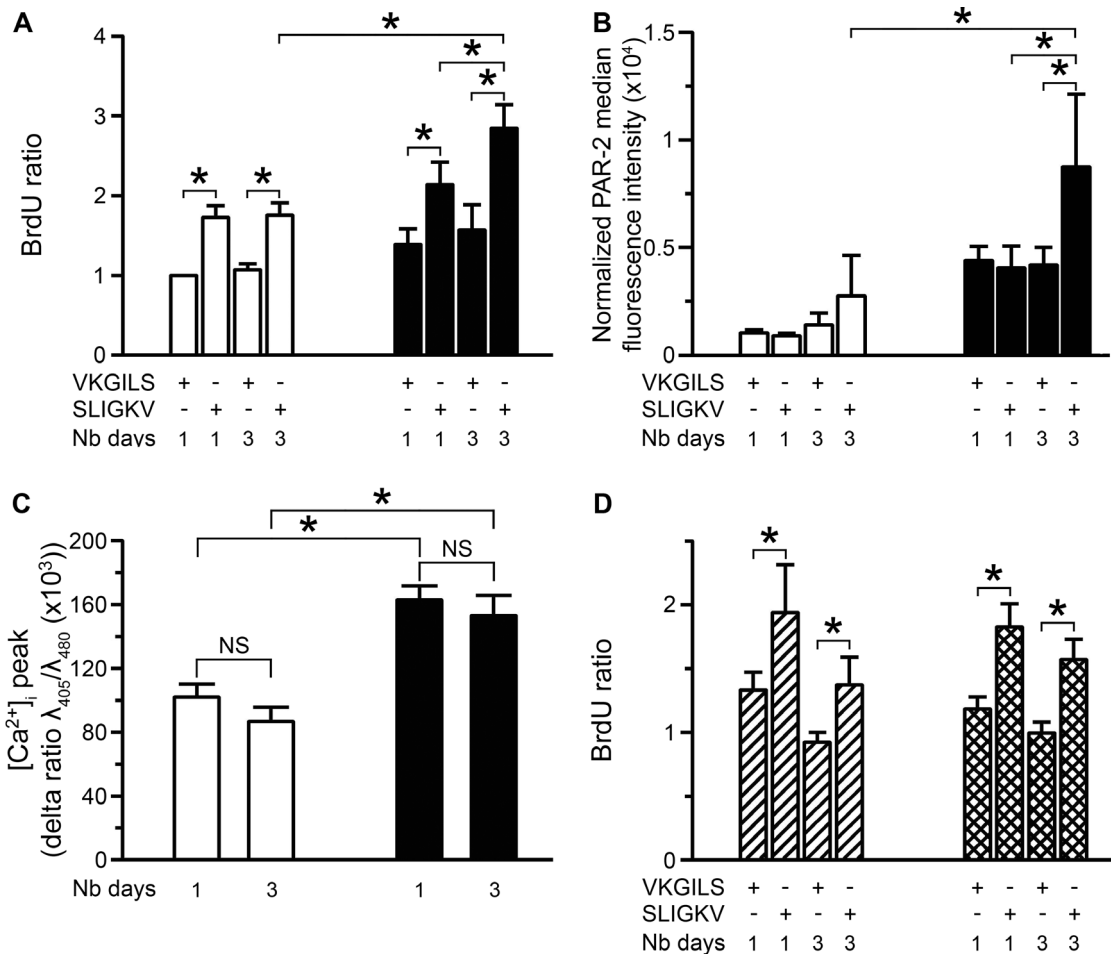 A
BrdU ratio
4
3
2
1
0
* * * * * * *
VKGILS + - + - + - + -
SLIGKV - + - + - + - +
Nb days 1 1 3 3 1 1 3 3
B
Normalized PAR-2 median
fluorescence intensity (x10⁴)
1.5
1
0.5
0
* * *
VKGILS + - + - + - + -
SLIGKV - + - + - + - +
Nb days 1 1 3 3 1 1 3 3
C
[Ca²⁺]ᵢ peak
(delta ratio λ₄₀₅/λ₄₈₀ (x10³))
200
160
120
80
40
0
* *
NS NS
Nb days 1 3 1 3
D
BrdU ratio
2
1
0
* * * *
VKGILS + - + - + - + -
SLIGKV - + - + - + - +
Nb days 1 1 3 3 1 1 3 3